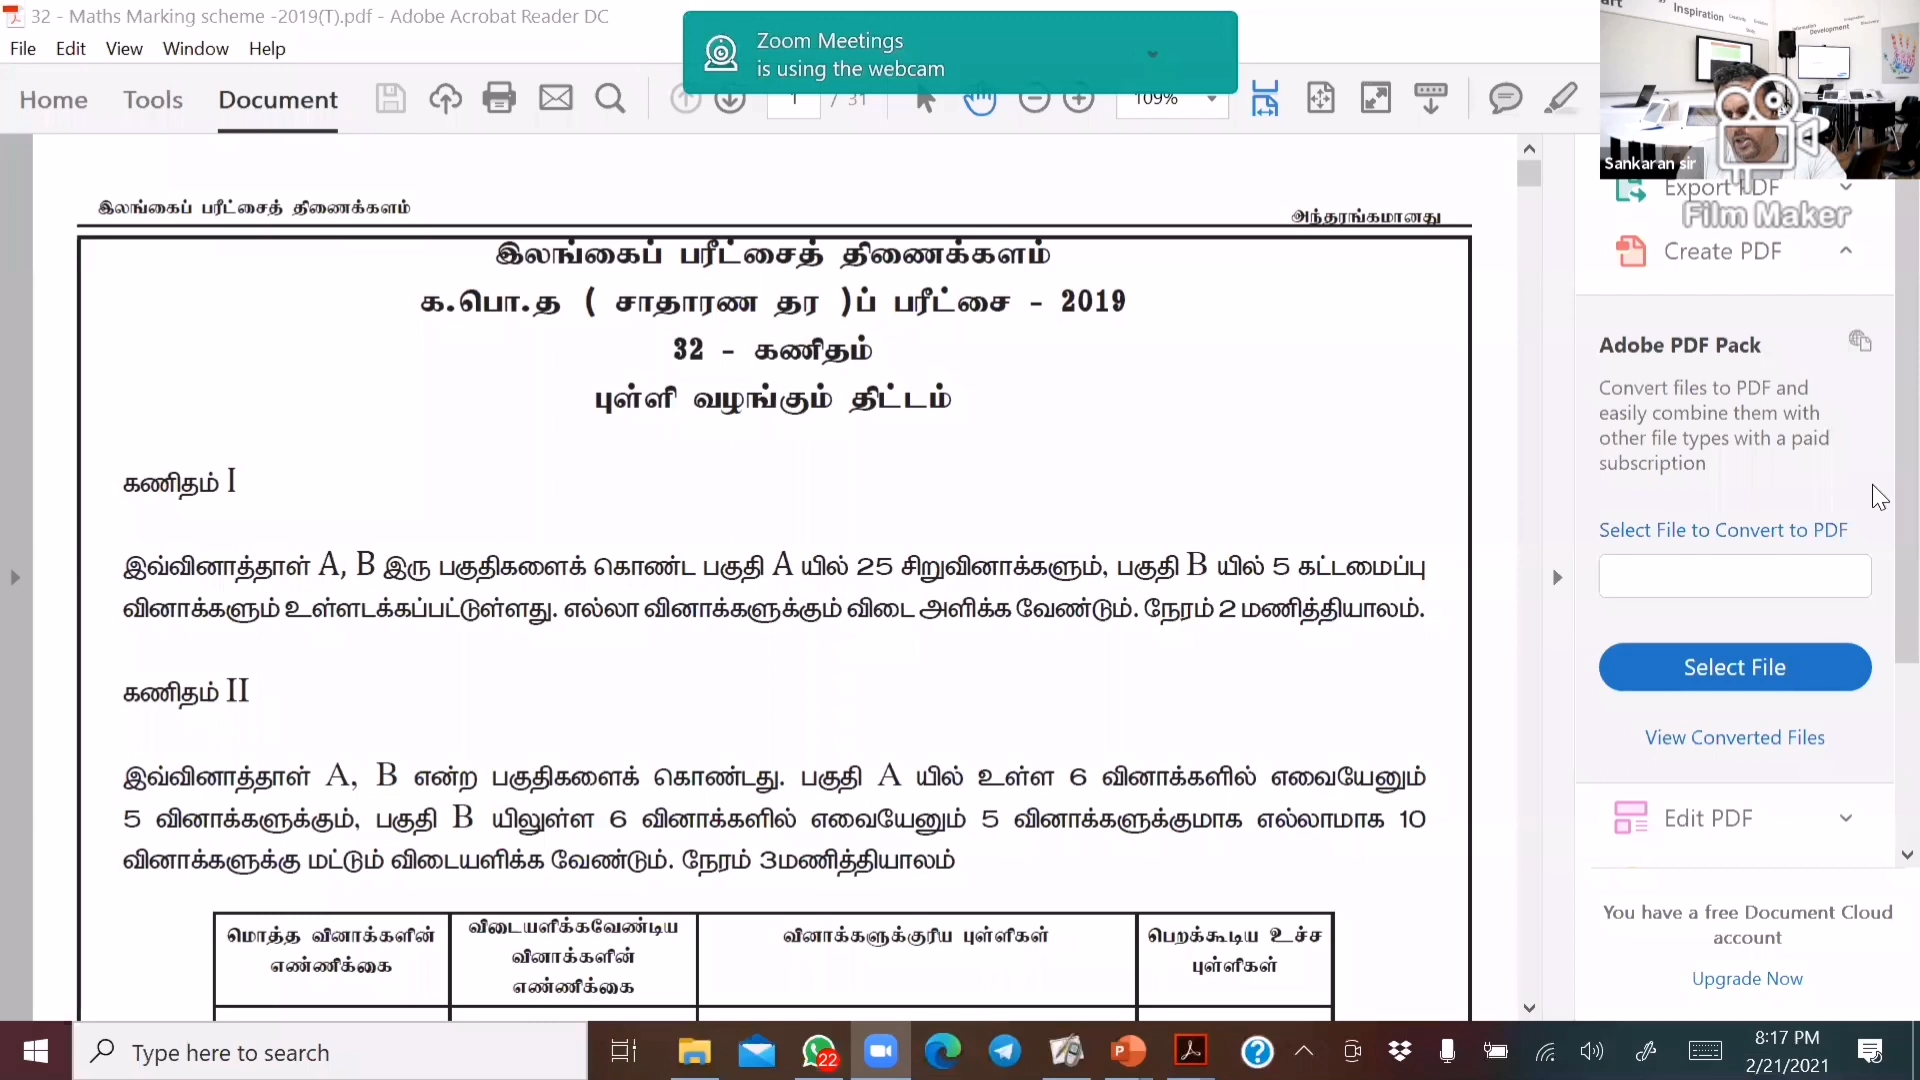 32 - Maths Marking scheme -2019(T).pdf - Adobe Acrobat Reader DC
File Edit View Window Help
Zoom Meetings
is using the webcam
Home Tools Document
1 / 31
109%
Inspiration
Development
Sankaran sir
Film Maker
Export PDF
Create PDF
Adobe PDF Pack
Convert files to PDF and
easily combine them with
other file types with a paid
subscription
Select File to Convert to PDF
Select File
View Converted Files
Edit PDF
You have a free Document Cloud
account
Upgrade Now
இலங்கைப் பரீட்சைத் திணைக்களம்
அந்தரங்கமானது
இலங்கைப் பரீட்சைத் திணைக்களம்
க.பொ.த ( சாதாரண தர )ப் பரீட்சை - 2019
32 - கணிதம்
புள்ளி வழங்கும் திட்டம்
கணிதம் I
இவ்வினாத்தாள் A, B இரு பகுதிகளைக் கொண்ட பகுதி A யில் 25 சிறுவினாக்களும், பகுதி B யில் 5 கட்டமைப்பு
வினாக்களும் உள்ளடக்கப்பட்டுள்ளது. எல்லா வினாக்களுக்கும் விடை அளிக்க வேண்டும். நேரம் 2 மணித்தியாலம்.
கணிதம் II
இவ்வினாத்தாள் A, B என்ற பகுதிகளைக் கொண்டது. பகுதி A யில் உள்ள 6 வினாக்களில் எவையேனும்
5 வினாக்களுக்கும், பகுதி B யிலுள்ள 6 வினாக்களில் எவையேனும் 5 வினாக்களுக்குமாக எல்லாமாக 10
வினாக்களுக்கு மட்டும் விடையளிக்க வேண்டும். நேரம் 3மணித்தியாலம்
மொத்த வினாக்களின்
எண்ணிக்கை
விடையளிக்கவேண்டிய
வினாக்களின்
எண்ணிக்கை
வினாக்களுக்குரிய புள்ளிகள்
பெறக்கூடிய உச்ச
புள்ளிகள்
Type here to search
22
8:17 PM
2/21/2021